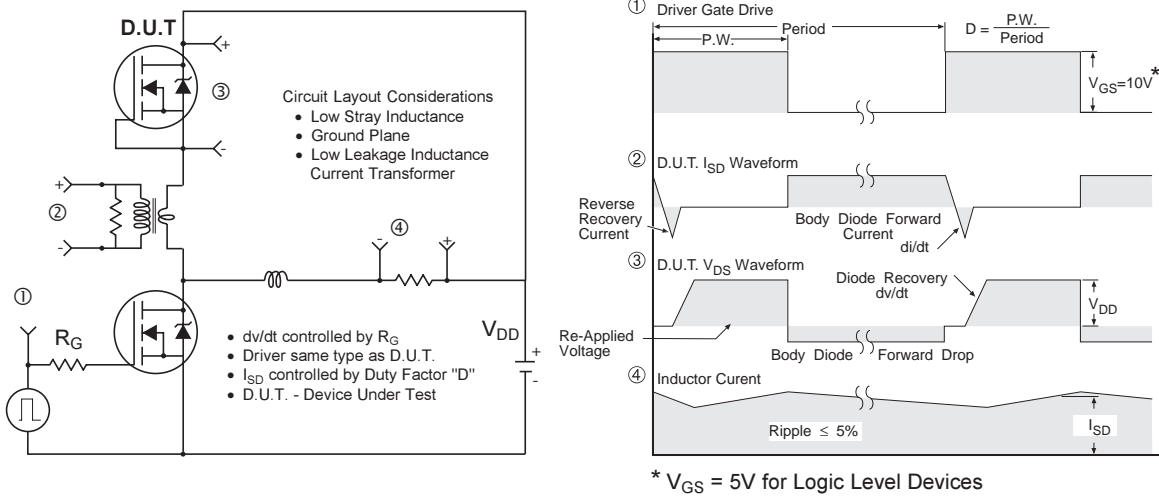 D.U.T
+
③
-
Circuit Layout Considerations
• Low Stray Inductance
• Ground Plane
• Low Leakage Inductance
Current Transformer
+
②
-
④
-
+
①
R_G
V_DD
+
-
• dv/dt controlled by R_G
• Driver same type as D.U.T.
• I_SD controlled by Duty Factor "D"
• D.U.T. - Device Under Test
① Driver Gate Drive
Period
P.W.
D = P.W.
Period
V_GS=10V*
② D.U.T. I_SD Waveform
Reverse
Recovery
Current
Body Diode Forward
Current
di/dt
③ D.U.T. V_DS Waveform
Diode Recovery
dv/dt
V_DD
Re-Applied
Voltage
Body Diode Forward Drop
④ Inductor Curent
Ripple ≤ 5%
I_SD
* V_GS = 5V for Logic Level Devices